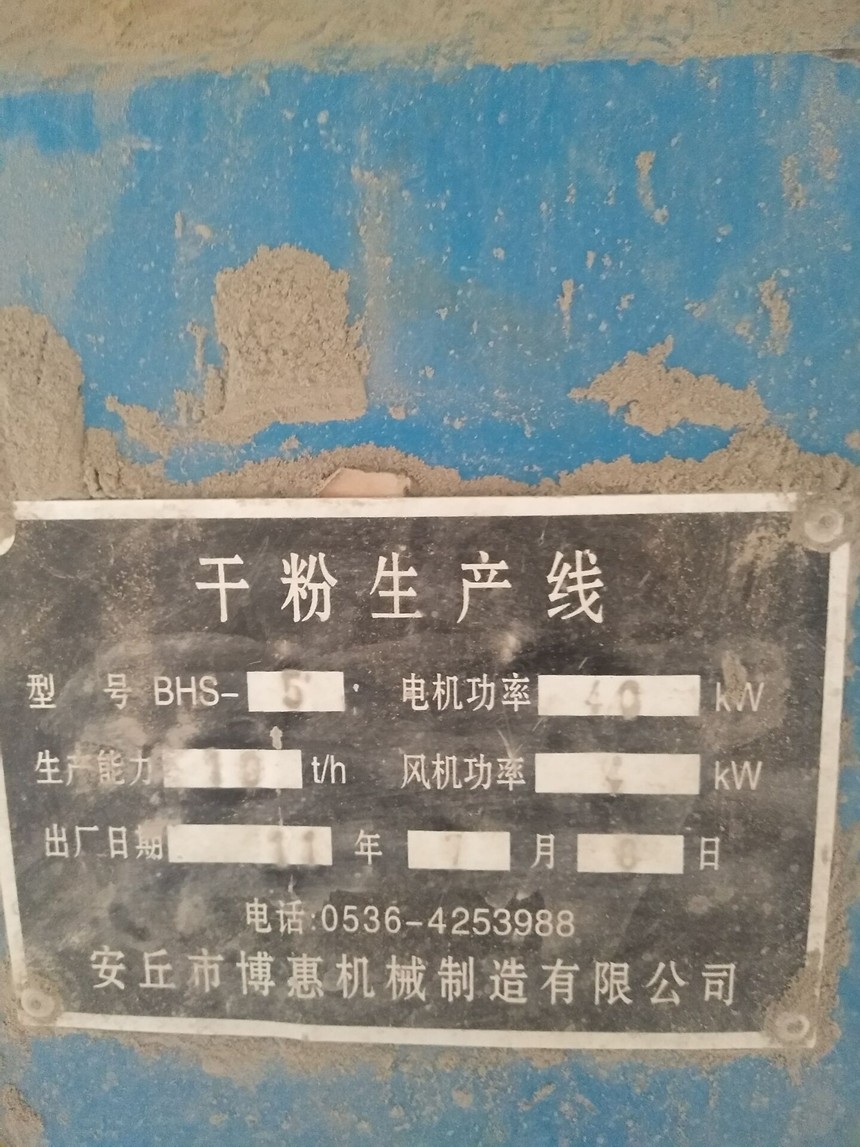 干粉生产线
型 号 BHS-5 电机功率 40 kW
生产能力 10 t/h 风机功率 4 kW
出厂日期 11 年 7 月 日
电话:0536-4253988
安丘市博惠机械制造有限公司